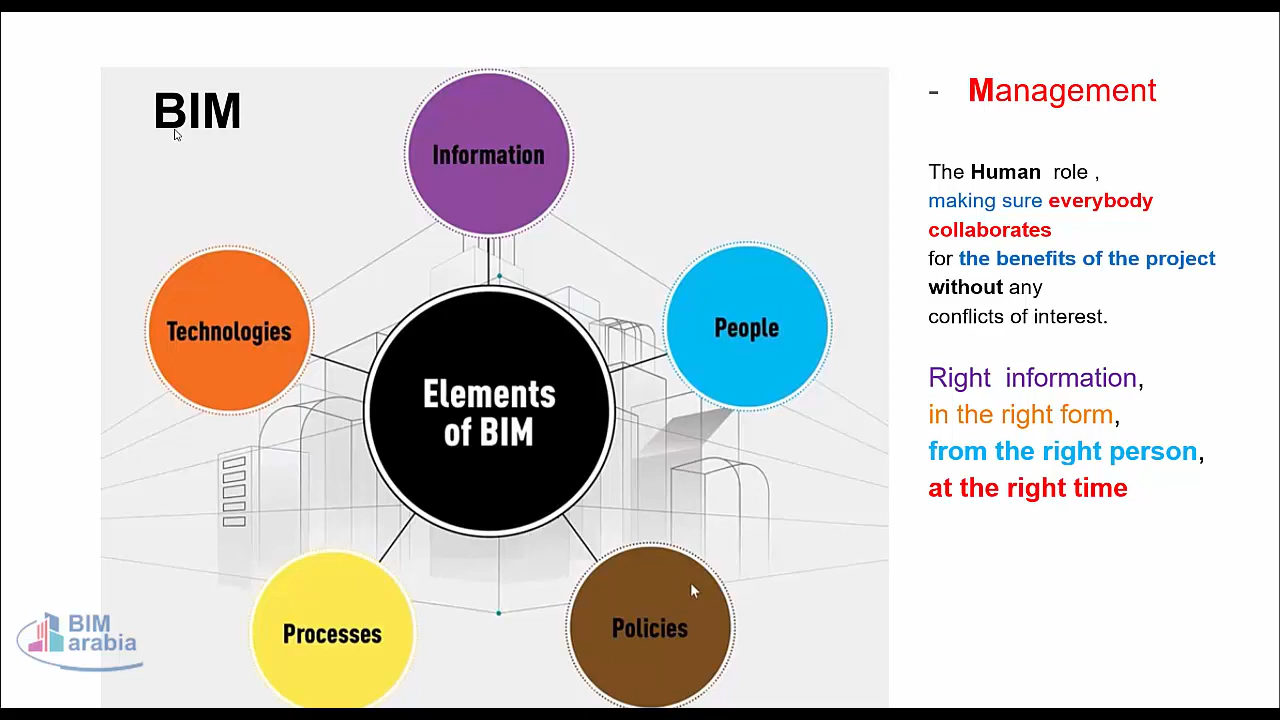 BIM
Information
Technologies
People
Elements
of BIM
Processes
Policies
BIM
arabia
- Management
The Human role ,
making sure everybody
collaborates
for the benefits of the project
without any
conflicts of interest.
Right information,
in the right form,
from the right person,
at the right time